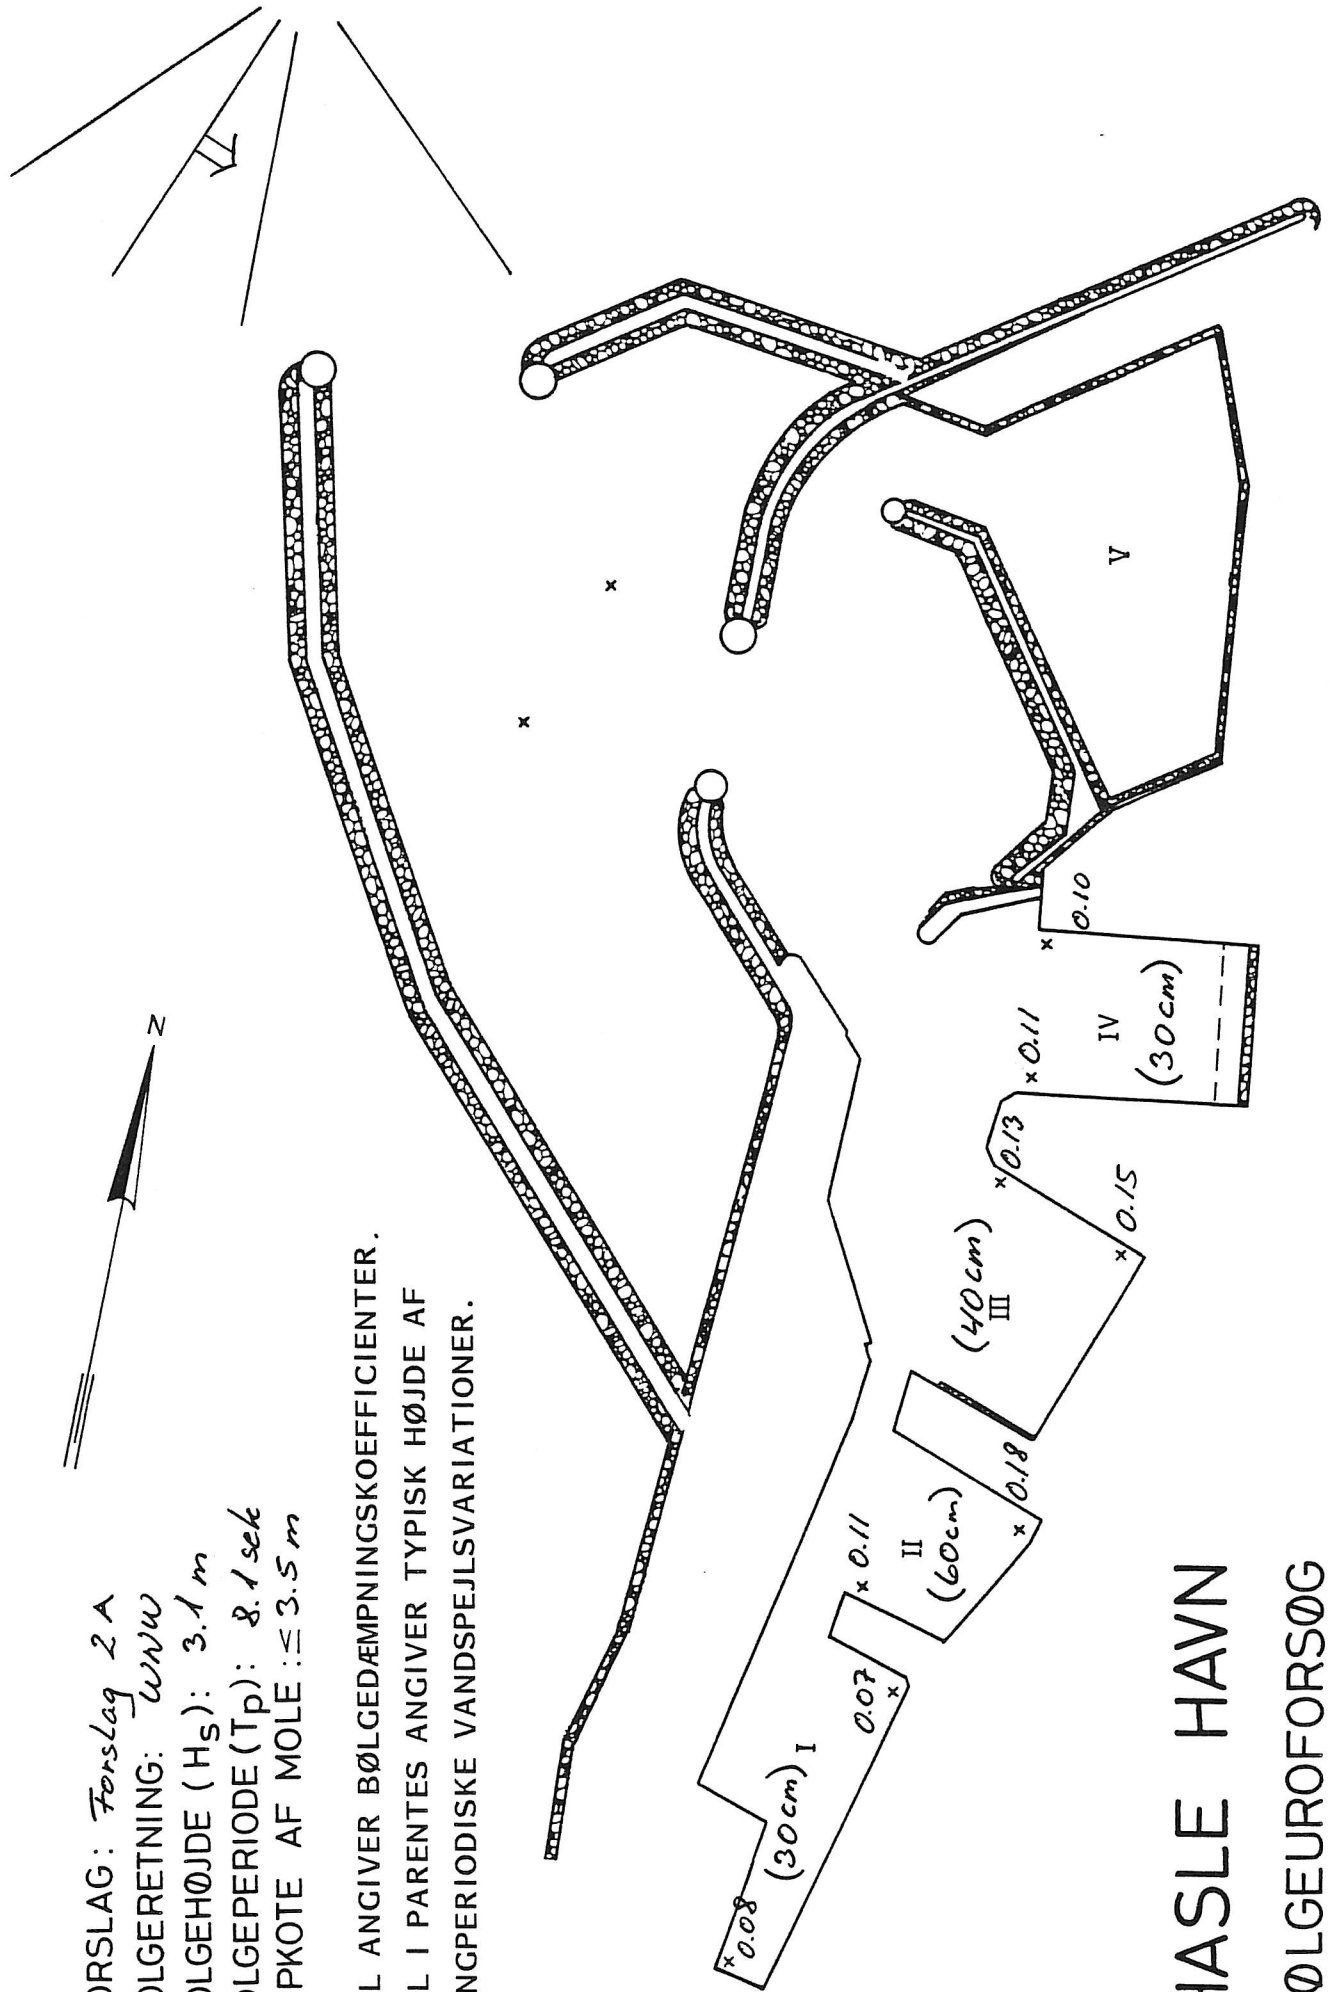 ORSLAG: Forslag 2A
OLGERETNING: WNW
OLGEHØJDE (HS): 3.1 m
OLGEPERIODE (Tp): 8.1 sek
PKOTE AF MOLE: ≤ 3.5 m
L ANGIVER BØLGEDÆMPNINGSKOEFFICIENTER.
L I PARENTES ANGIVER TYPISK HØJDE AF
NGPERIODISKE VANDSPEJLSVARIATIONER.
N
x 0.08
(30cm) I
0.07 x
x 0.11
II
(60cm)
x 0.18
(40cm)
III
x 0.13
x 0.15
x 0.11
IV
(30cm)
x 0.10
V
x
x
HASLE HAVN
ØLGEUROFORSØG